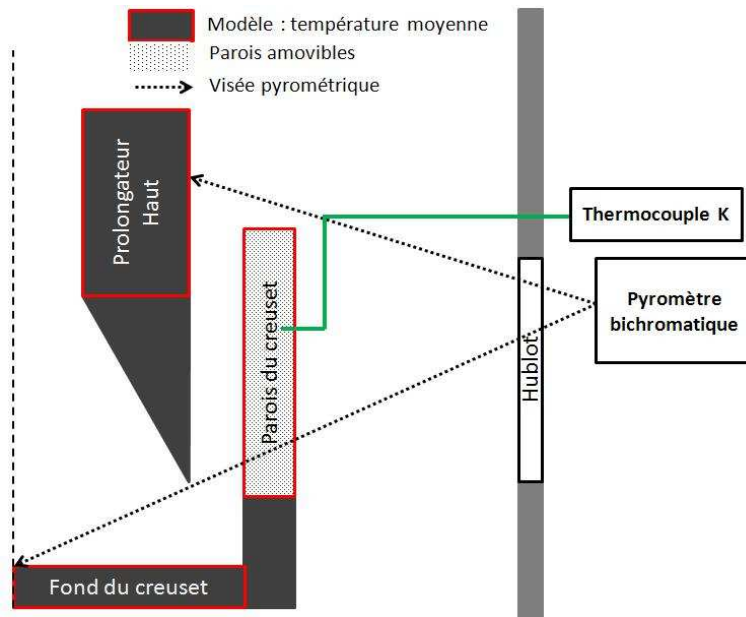 Modèle : température moyenne
Parois amovibles
Visée pyrométrique
Prolongateur
Haut
Thermocouple K
Parois du creuset
Pyromètre
bichromatique
Hublot
Fond du creuset